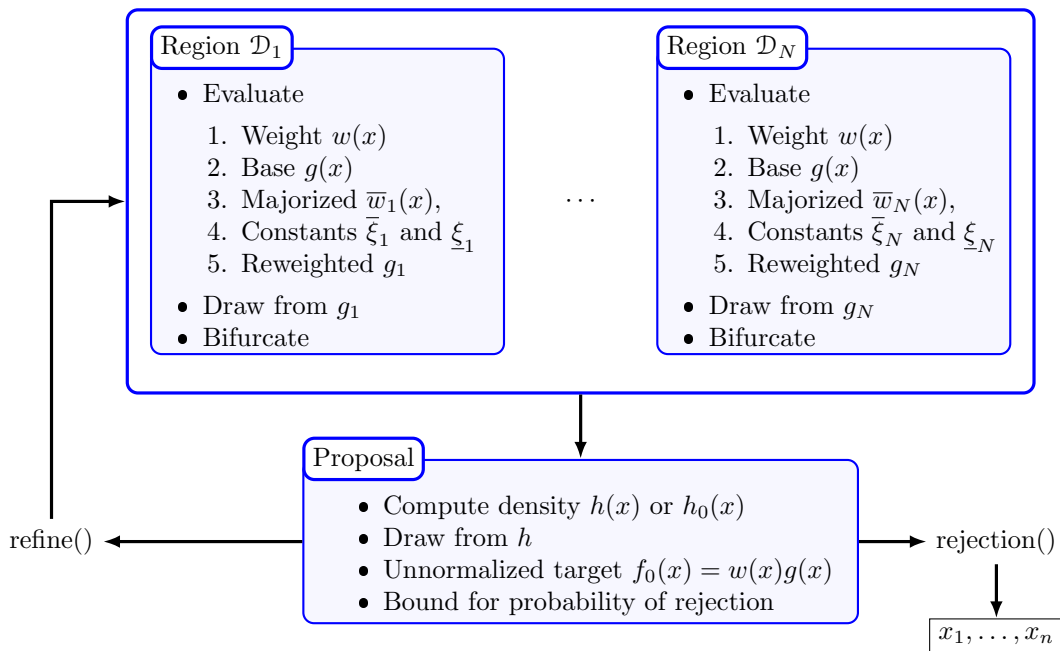 Region 𝒟₁
• Evaluate
1. Weight w(x)
2. Base g(x)
3. Majorized w̅₁(x),
4. Constants ξ̅₁ and ξ̲₁
5. Reweighted g₁
• Draw from g₁
• Bifurcate
...
Region 𝒟_N
• Evaluate
1. Weight w(x)
2. Base g(x)
3. Majorized w̅_N(x),
4. Constants ξ̅_N and ξ̲_N
5. Reweighted g_N
• Draw from g_N
• Bifurcate
Proposal
• Compute density h(x) or h₀(x)
• Draw from h
• Unnormalized target f₀(x) = w(x)g(x)
• Bound for probability of rejection
refine()
rejection()
x₁, . . . , xₙ